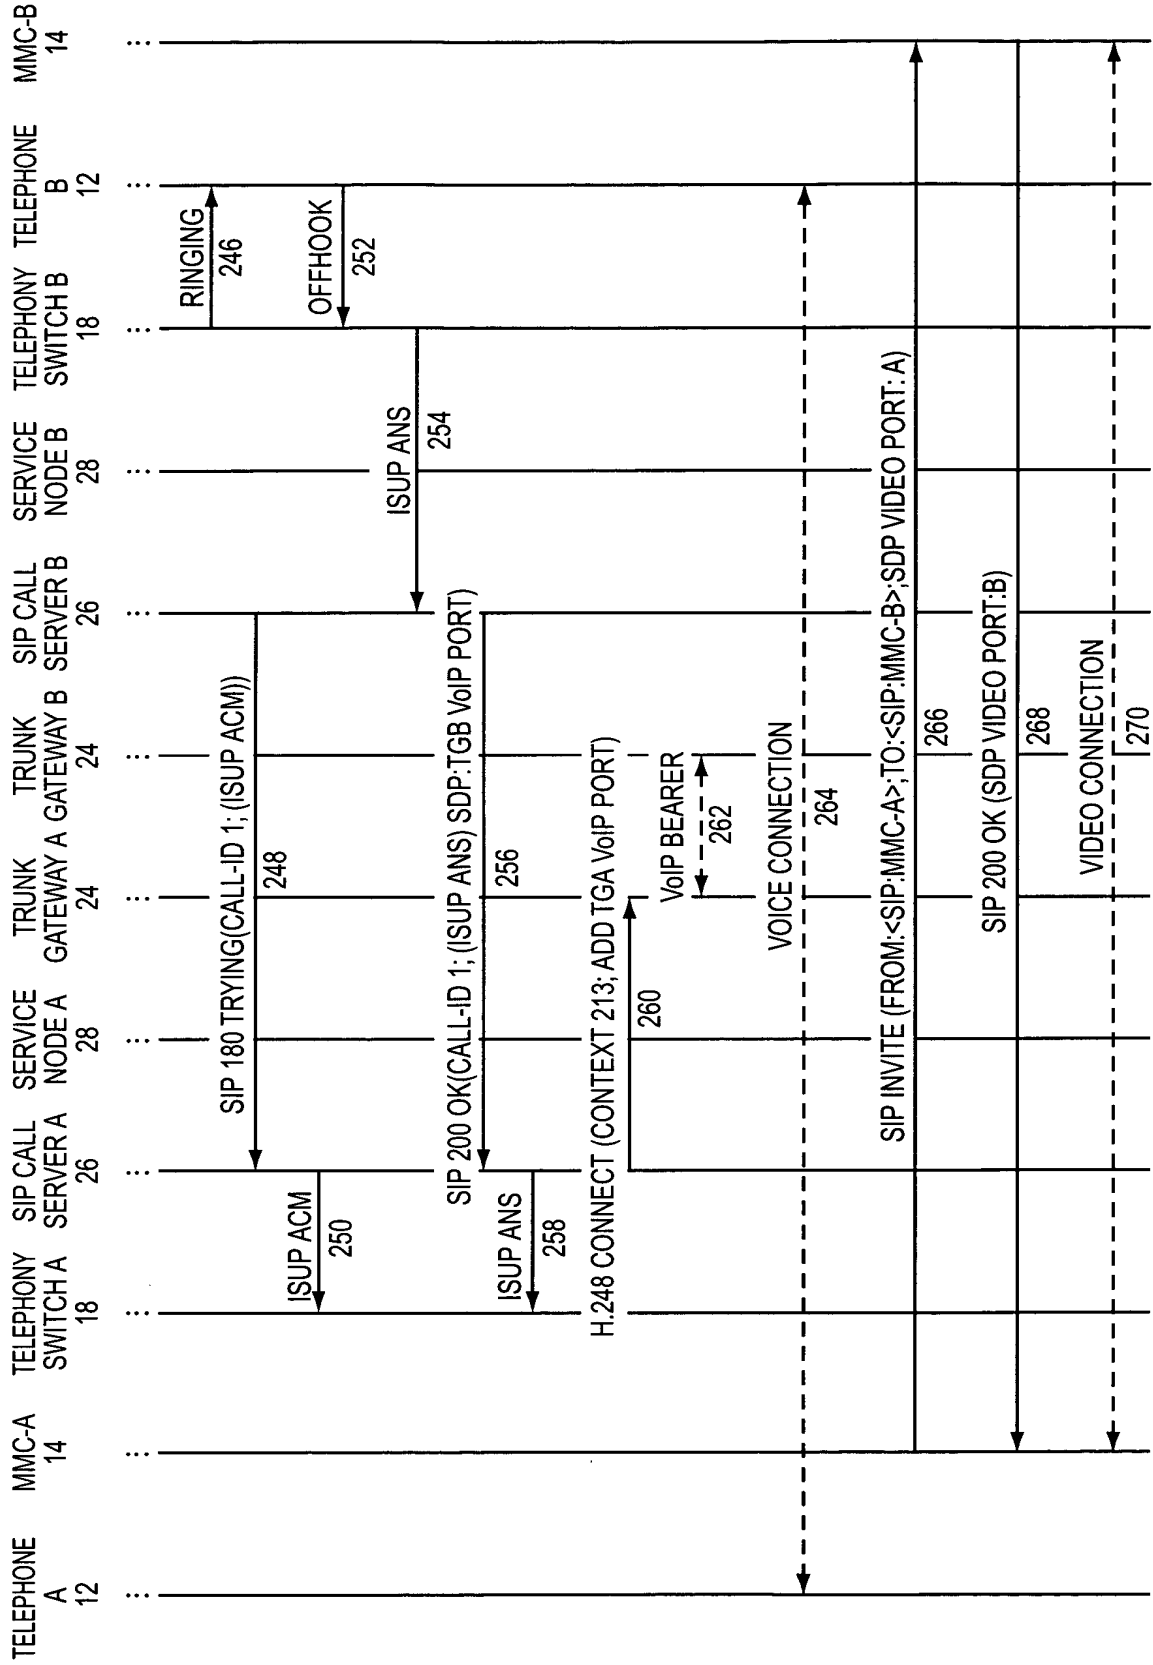 TELEPHONE
A
12
MMC-A
14
TELEPHONY
SWITCH A
18
SIP CALL
SERVER A
26
SERVICE
NODE A
28
TRUNK
GATEWAY A
24
TRUNK
GATEWAY B
24
SIP CALL
SERVER B
26
SERVICE
NODE B
28
TELEPHONY
SWITCH B
18
TELEPHONE
B
12
MMC-B
14
... ... ... ... ... ... ... ... ... ... ... ...
RINGING
246
SIP 180 TRYING(CALL-ID 1; (ISUP ACM))
248
ISUP ACM
250
OFFHOOK
252
ISUP ANS
254
SIP 200 OK(CALL-ID 1; (ISUP ANS) SDP:TGB VoIP PORT)
256
ISUP ANS
258
H.248 CONNECT (CONTEXT 213; ADD TGA VoIP PORT)
260
VoIP BEARER
262
VOICE CONNECTION
264
SIP INVITE (FROM:<SIP:MMC-A>;TO:<SIP:MMC-B>;SDP VIDEO PORT: A)
266
SIP 200 OK (SDP VIDEO PORT:B)
268
VIDEO CONNECTION
270